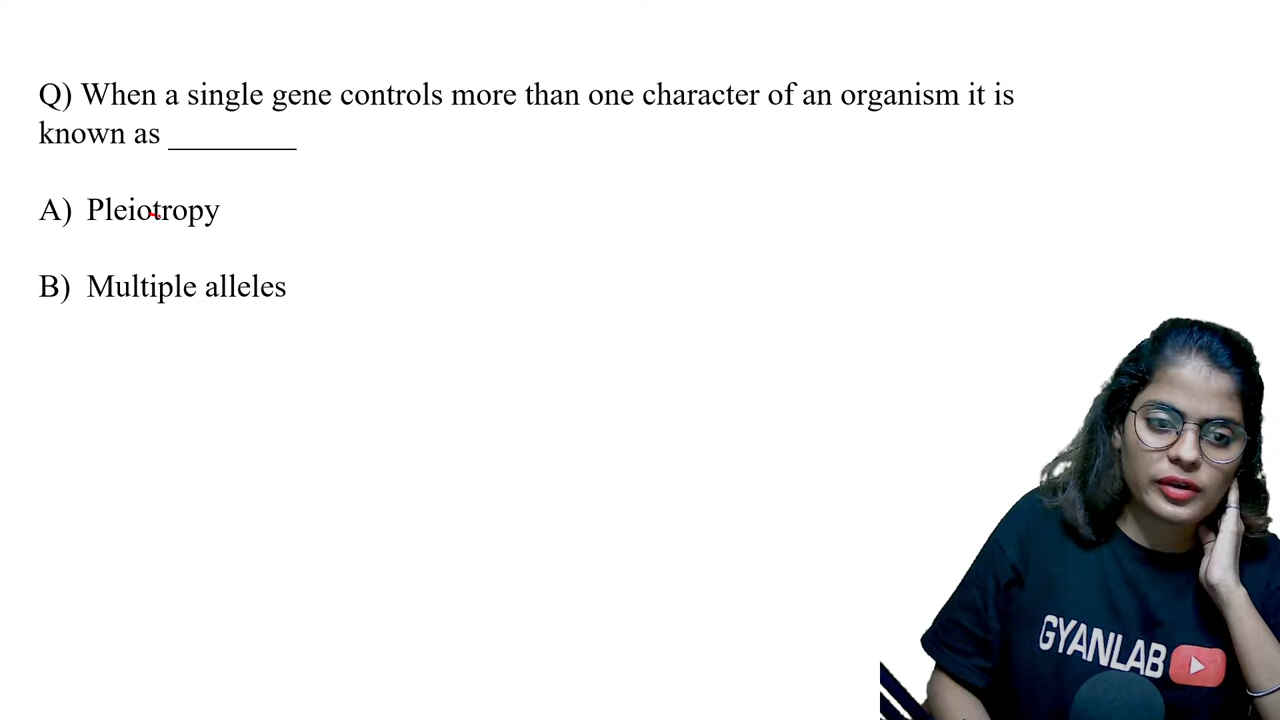 Q) When a single gene controls more than one character of an organism it is
known as ________
A) Pleiotropy
B) Multiple alleles
GYANLAB